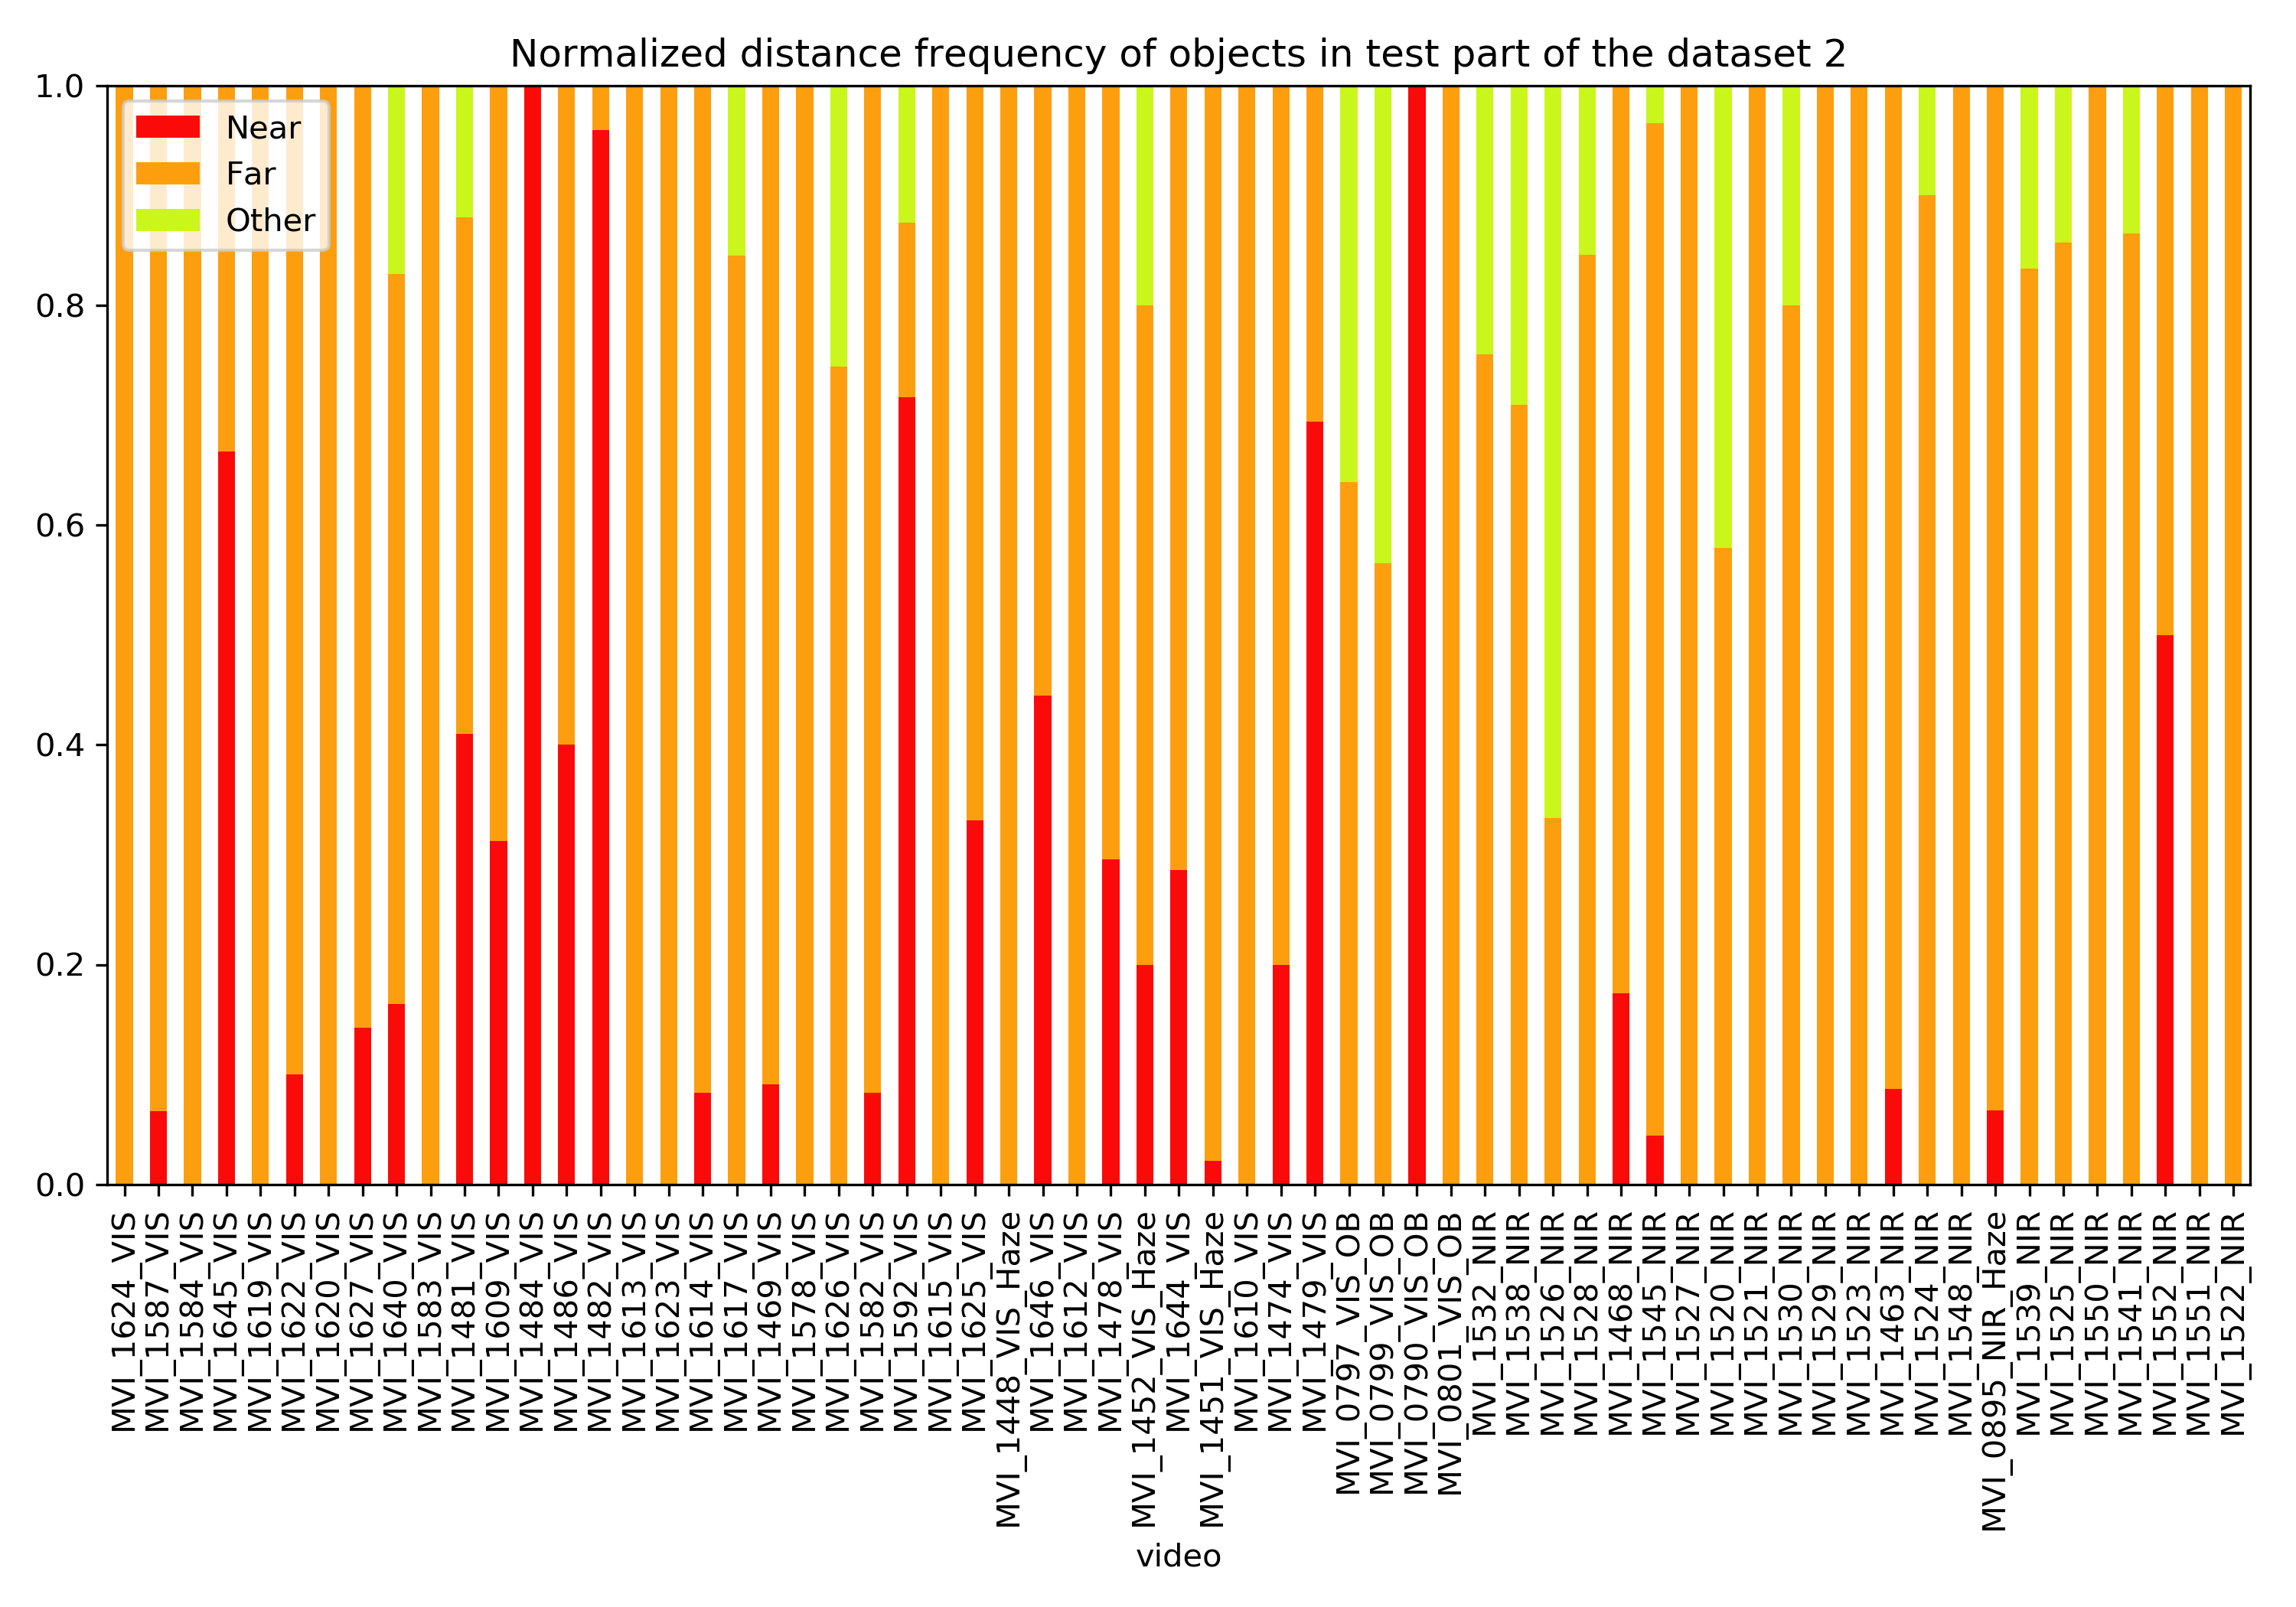 Normalized distance frequency of objects in test part of the dataset 2
1.0
0.8
0.6
0.4
0.2
0.0
Near
Far
Other
MVI_1624_VIS
MVI_1587_VIS
MVI_1584_VIS
MVI_1645_VIS
MVI_1619_VIS
MVI_1622_VIS
MVI_1620_VIS
MVI_1627_VIS
MVI_1640_VIS
MVI_1583_VIS
MVI_1481_VIS
MVI_1609_VIS
MVI_1484_VIS
MVI_1486_VIS
MVI_1482_VIS
MVI_1613_VIS
MVI_1623_VIS
MVI_1614_VIS
MVI_1617_VIS
MVI_1469_VIS
MVI_1578_VIS
MVI_1626_VIS
MVI_1582_VIS
MVI_1592_VIS
MVI_1615_VIS
MVI_1625_VIS
MVI_1448_VIS_Haze
MVI_1646_VIS
MVI_1612_VIS
MVI_1478_VIS
MVI_1452_VIS_Haze
MVI_1644_VIS
MVI_1451_VIS_Haze
MVI_1610_VIS
MVI_1474_VIS
MVI_1479_VIS
MVI_0797_VIS_OB
MVI_0799_VIS_OB
MVI_0790_VIS_OB
MVI_0801_VIS_OB
MVI_1532_NIR
MVI_1538_NIR
MVI_1526_NIR
MVI_1528_NIR
MVI_1468_NIR
MVI_1545_NIR
MVI_1527_NIR
MVI_1520_NIR
MVI_1521_NIR
MVI_1530_NIR
MVI_1529_NIR
MVI_1523_NIR
MVI_1463_NIR
MVI_1524_NIR
MVI_1548_NIR
MVI_0895_NIR_Haze
MVI_1539_NIR
MVI_1525_NIR
MVI_1550_NIR
MVI_1541_NIR
MVI_1552_NIR
MVI_1551_NIR
MVI_1522_NIR
video